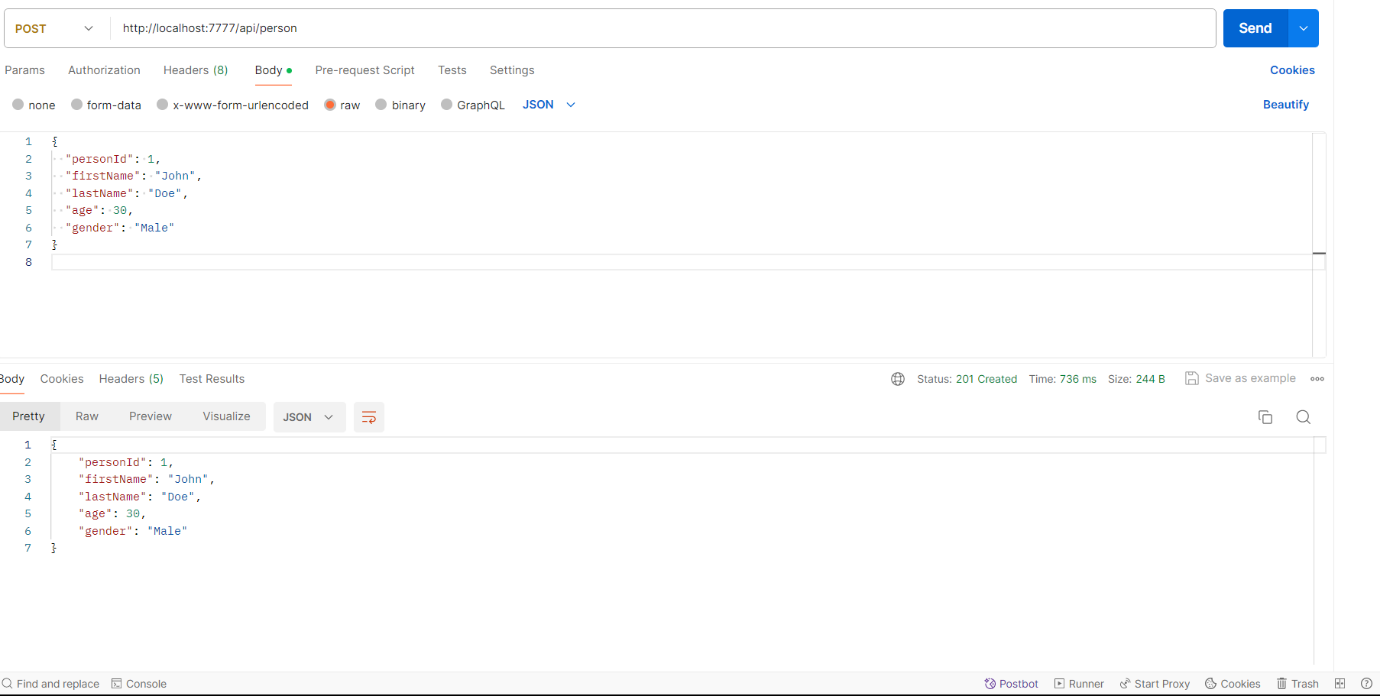 POST http://localhost:7777/api/person Send
Params Authorization Headers (8) Body Pre-request Script Tests Settings Cookies
none form-data x-www-form-urlencoded raw binary GraphQL JSON Beautify
1 {
2 "personId": 1,
3 "firstName": "John",
4 "lastName": "Doe",
5 "age": 30,
6 "gender": "Male"
7 }
8
Body Cookies Headers (5) Test Results Status: 201 Created Time: 736 ms Size: 244 B Save as example
Pretty Raw Preview Visualize JSON
1 {
2 "personId": 1,
3 "firstName": "John",
4 "lastName": "Doe",
5 "age": 30,
6 "gender": "Male"
7 }
Find and replace Console Postbot Runner Start Proxy Cookies Trash